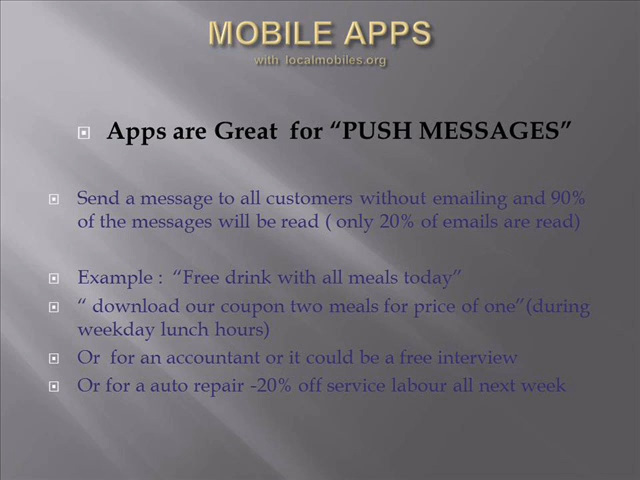 MOBILE APPS
with localmobiles.org
Apps are Great for “PUSH MESSAGES”
Send a message to all customers without emailing and 90%
of the messages will be read ( only 20% of emails are read)
Example : “Free drink with all meals today”
“ download our coupon two meals for price of one”(during
weekday lunch hours)
Or for an accountant or it could be a free interview
Or for a auto repair -20% off service labour all next week